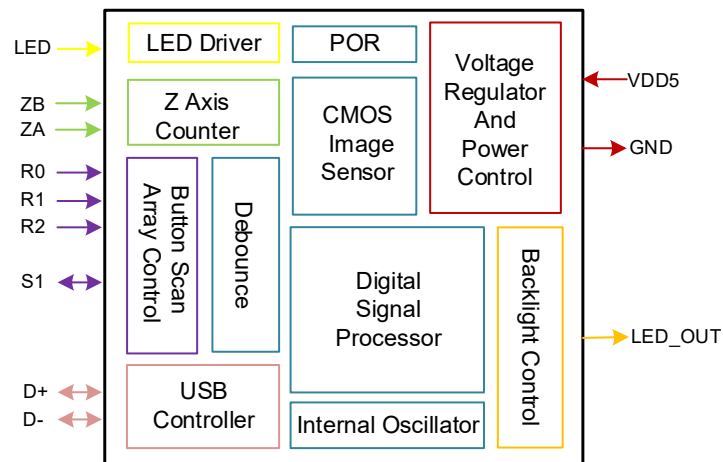 LED
ZB
ZA
R0
R1
R2
S1
D+
D-
LED Driver
Z Axis
Counter
Button Scan
Array Control
Debounce
USB
Controller
POR
CMOS
Image
Sensor
Digital
Signal
Processor
Internal Oscillator
Voltage
Regulator
And
Power
Control
Backlight Control
VDD5
GND
LED_OUT